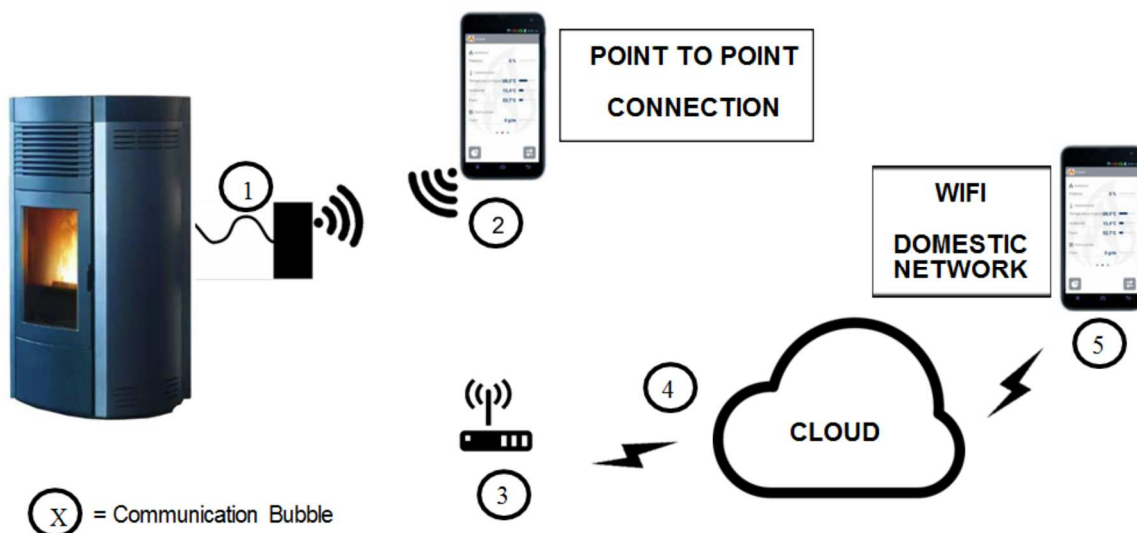 POINT TO POINT
CONNECTION
1
2
WIFI
DOMESTIC
NETWORK
5
4
CLOUD
3
X = Communication Bubble